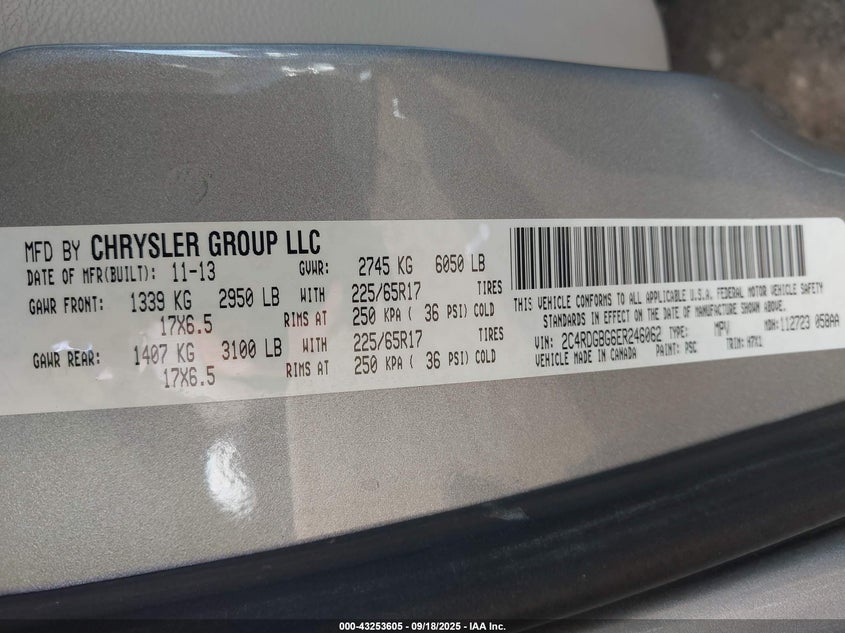 MFD BY CHRYSLER GROUP LLC
DATE OF MFR(BUILT): 11-13 GVWR: 2745 KG 6050 LB
GAWR FRONT: 1339 KG 2950 LB WITH 225/65R17 TIRES
17X6.5 RIMS AT 250 KPA ( 36 PSI) COLD
GAWR REAR: 1407 KG 3100 LB WITH 225/65R17 TIRES
17X6.5 RIMS AT 250 KPA ( 36 PSI) COLD
THIS VEHICLE CONFORMS TO ALL APPLICABLE U.S.A. FEDERAL MOTOR VEHICLE SAFETY
STANDARDS IN EFFECT ON THE DATE OF MANUFACTURE SHOWN ABOVE.
VIN: 2C4RDGBG6ER246062 TYPE: MPV MDH: 112723 058AA
VEHICLE MADE IN CANADA PAINT: PSC TRIM: H7X1
000-43253605 - 09/18/2025 - IAA Inc.